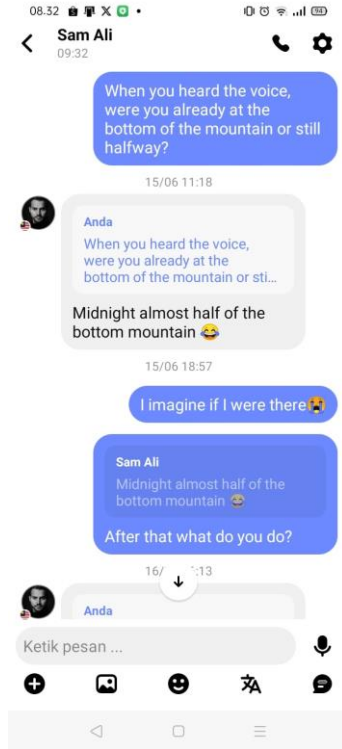 08.32
94
Sam Ali
09:32
When you heard the voice,
were you already at the
bottom of the mountain or still
halfway?
15/06 11:18
Anda
When you heard the voice,
were you already at the
bottom of the mountain or sti...
Midnight almost half of the
bottom mountain 😂
15/06 18:57
I imagine if I were there😭
Sam Ali
Midnight almost half of the
bottom mountain 😂
After that what do you do?
16/ :13
Anda
Ketik pesan ...